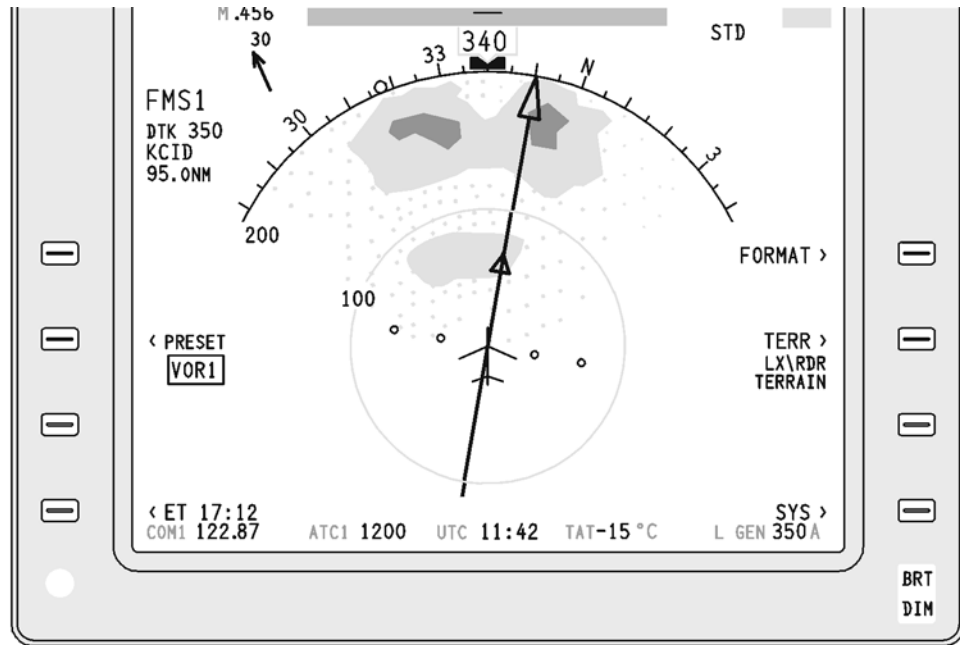 M.456
30
STD
340
33
N
30
3
FMS1
DTK 350
KCID
95.0NM
200
100
FORMAT >
< PRESET
VOR1
TERR >
LX\RDR
TERRAIN
< ET 17:12
SYS >
COM1 122.87 ATC1 1200 UTC 11:42 TAT-15 °C L GEN 350 A
BRT
DIM